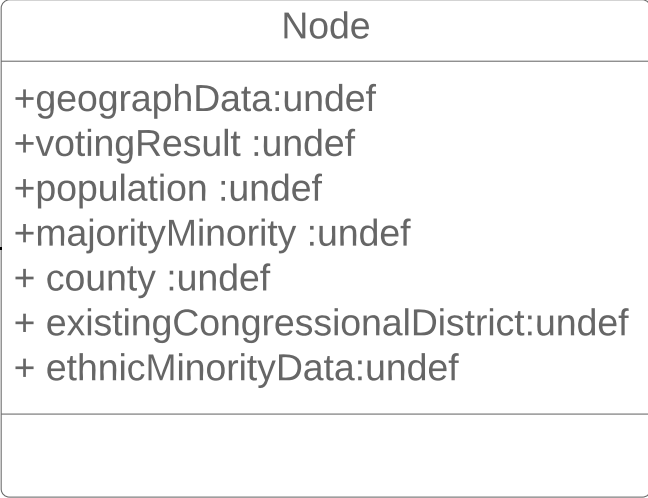 Node
+geographData:undef
+votingResult :undef
+population :undef
+majorityMinority :undef
+ county :undef
+ existingCongressionalDistrict:undef
+ ethnicMinorityData:undef